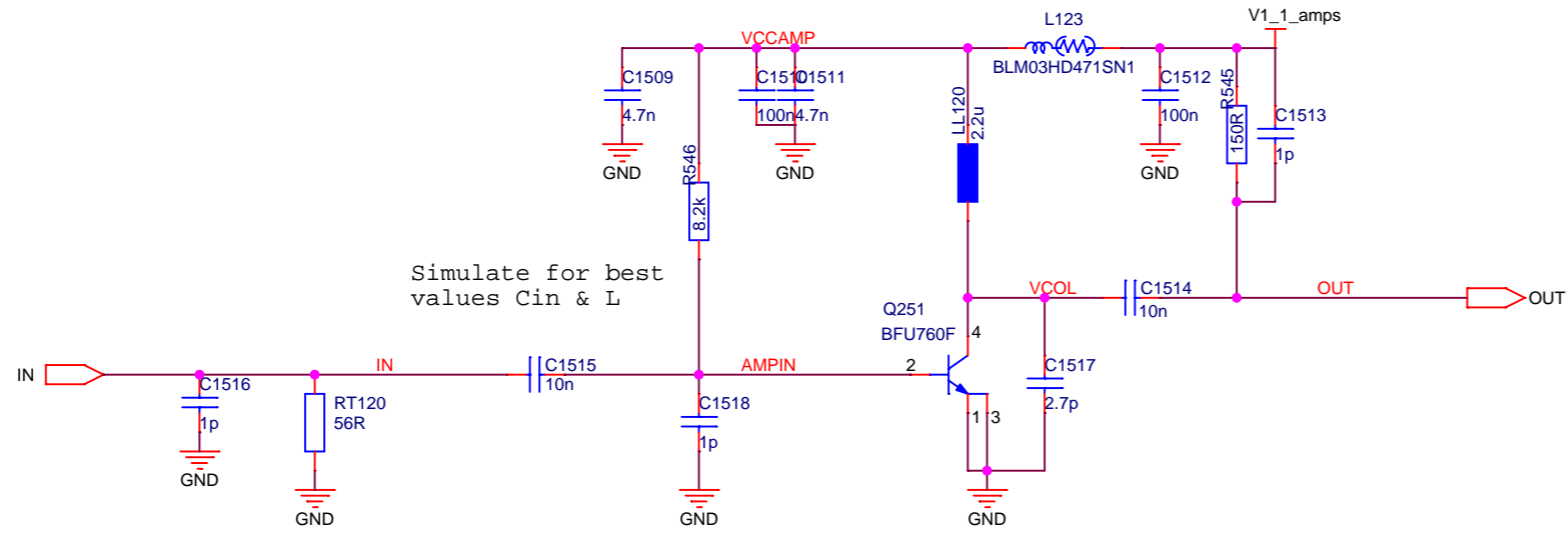 V1_1_amps
L123
VCCAMP
BLM03HD471SN1
C1509
4.7n
GND
C1510
100n
C1511
4.7n
GND
LL120
2.2u
C1512
100n
GND
R545
150R
C1513
1p
R546
8.2k
Simulate for best
values Cin & L
VCOL
C1514
10n
OUT
OUT
Q251
BFU760F
4
2
1
3
IN
IN
C1516
1p
GND
RT120
56R
GND
C1515
10n
AMPIN
C1518
1p
GND
C1517
2.7p
GND